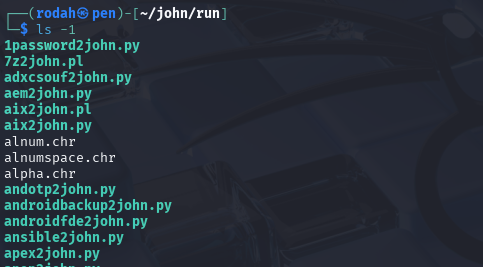 ┌──(rodah㉿pen)-[~/john/run]
└─$ ls -1
1password2john.py
7z2john.pl
adxcsouf2john.py
aem2john.py
aix2john.pl
aix2john.py
alnum.chr
alnumspace.chr
alpha.chr
andotp2john.py
androidbackup2john.py
androidfde2john.py
ansible2john.py
apex2john.py